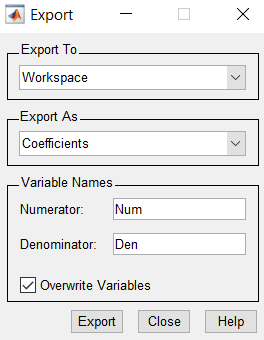 Export
Export To
Workspace
Export As
Coefficients
Variable Names
Numerator: Num
Denominator: Den
Overwrite Variables
Export Close Help